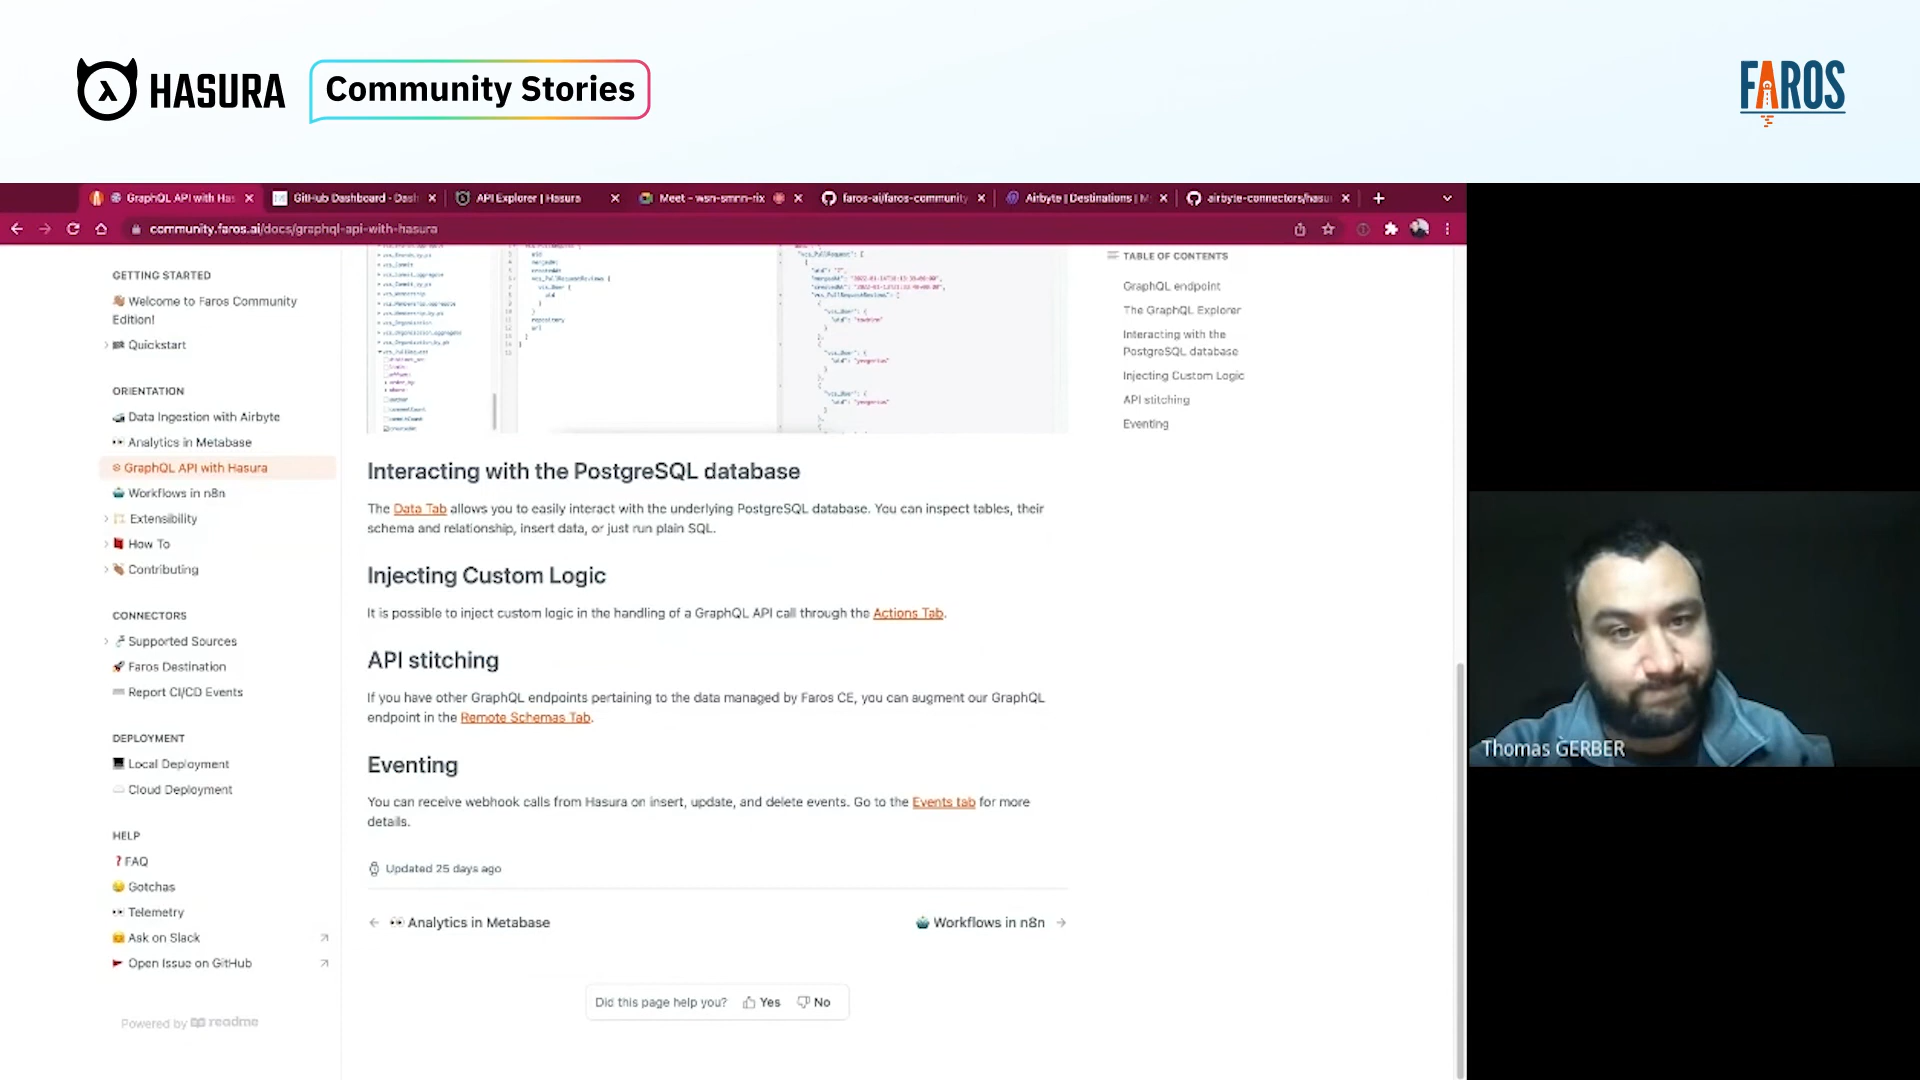 HASURA
Community Stories
FAROS
GraphQL API with Has
GitHub Dashboard - Dash
API Explorer | Hasura
Meet - wsn-smnn-rix
faros-ai/faros-community
Airbyte | Destinations | M
airbyte-connectors/hasu
community.faros.ai/docs/graphql-api-with-hasura
GETTING STARTED
Welcome to Faros Community
Edition!
Quickstart
ORIENTATION
Data Ingestion with Airbyte
Analytics in Metabase
GraphQL API with Hasura
Workflows in n8n
Extensibility
How To
Contributing
CONNECTORS
Supported Sources
Faros Destination
Report CI/CD Events
DEPLOYMENT
Local Deployment
Cloud Deployment
HELP
FAQ
Gotchas
Telemetry
Ask on Slack
Open Issue on GitHub
Powered by readme
Interacting with the PostgreSQL database
The Data Tab allows you to easily interact with the underlying PostgreSQL database. You can inspect tables, their
schema and relationship, insert data, or just run plain SQL.
Injecting Custom Logic
It is possible to inject custom logic in the handling of a GraphQL API call through the Actions Tab.
API stitching
If you have other GraphQL endpoints pertaining to the data managed by Faros CE, you can augment our GraphQL
endpoint in the Remote Schemas Tab.
Eventing
You can receive webhook calls from Hasura on insert, update, and delete events. Go to the Events tab for more
details.
Updated 25 days ago
Analytics in Metabase
Workflows in n8n
Did this page help you? Yes No
TABLE OF CONTENTS
GraphQL endpoint
The GraphQL Explorer
Interacting with the
PostgreSQL database
Injecting Custom Logic
API stitching
Eventing
Thomas GERBER